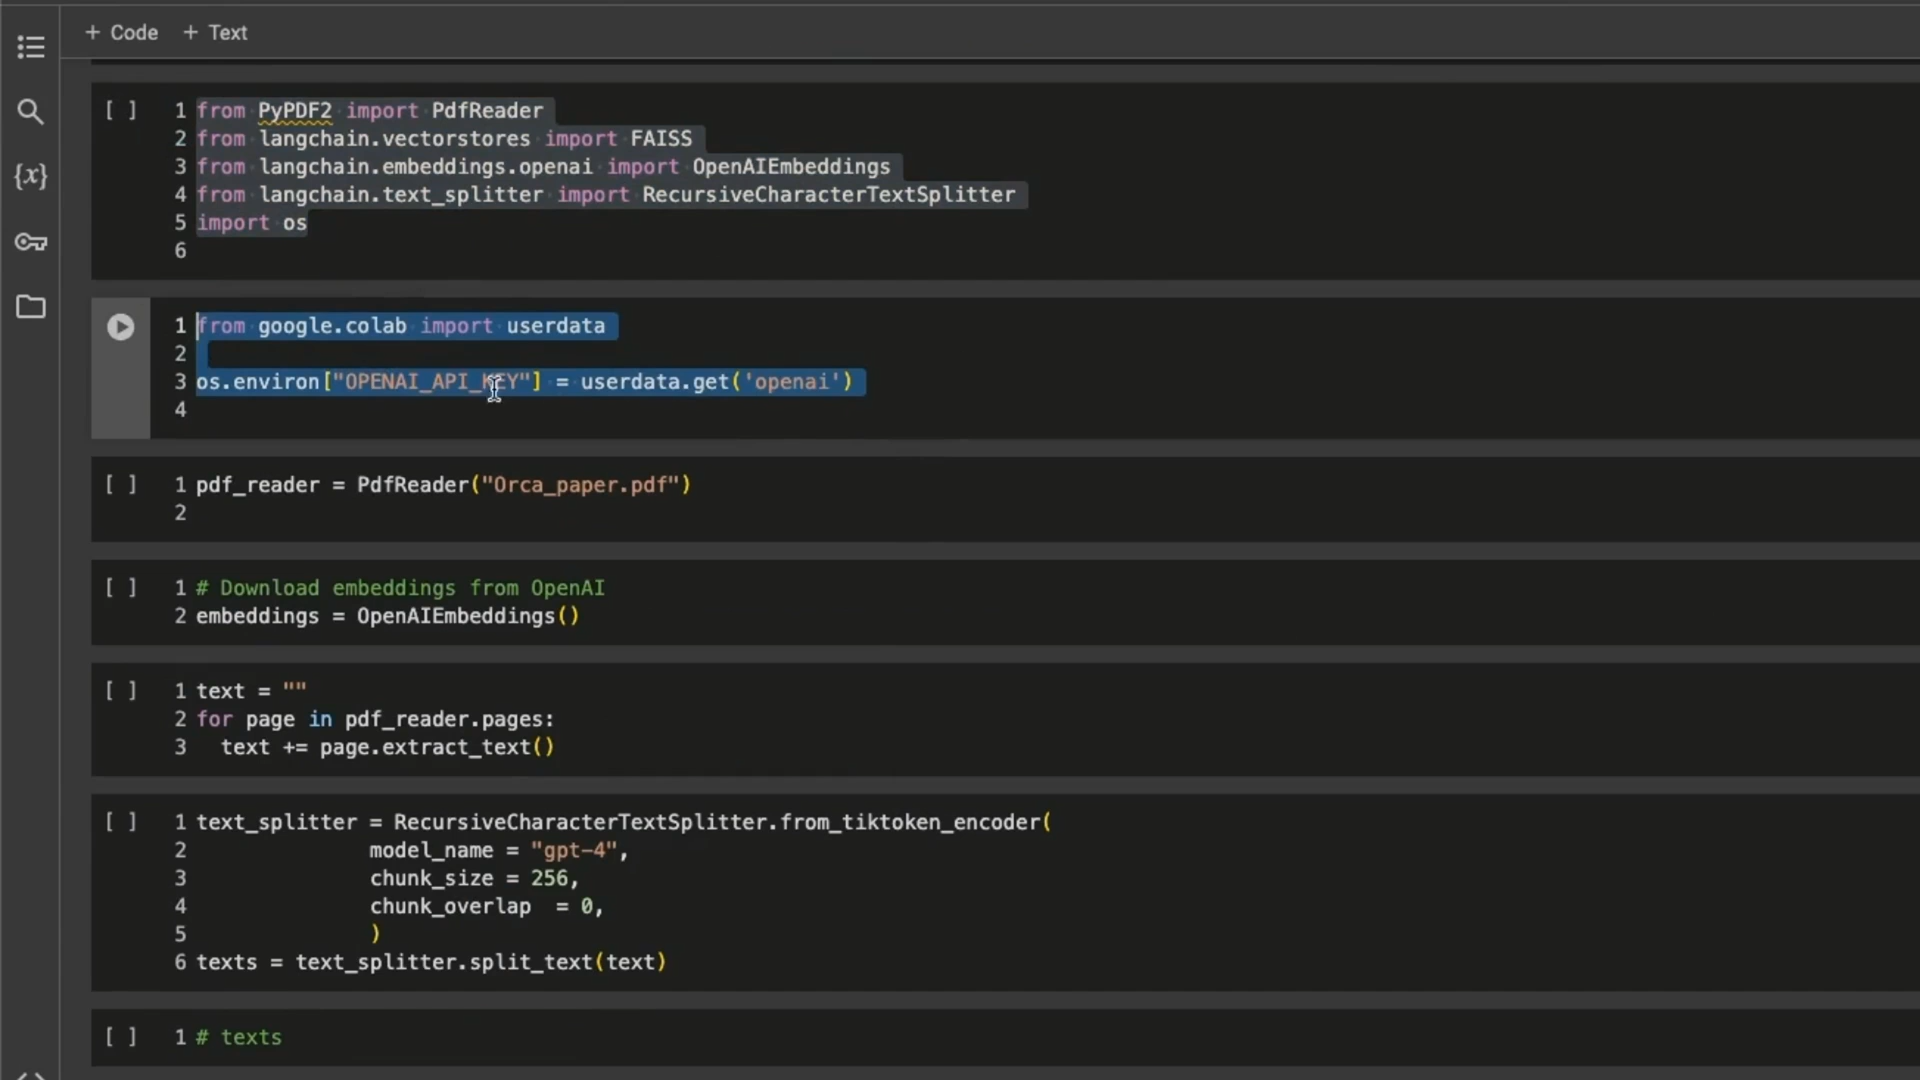 + Code + Text
[ ] 1 from PyPDF2 import PdfReader
2 from langchain.vectorstores import FAISS
3 from langchain.embeddings.openai import OpenAIEmbeddings
4 from langchain.text_splitter import RecursiveCharacterTextSplitter
5 import os
6
{x}
1 from google.colab import userdata
2
3 os.environ["OPENAI_API_KEY"] = userdata.get('openai')
4
[ ] 1 pdf_reader = PdfReader("Orca_paper.pdf")
2
[ ] 1 # Download embeddings from OpenAI
2 embeddings = OpenAIEmbeddings()
[ ] 1 text = ""
2 for page in pdf_reader.pages:
3   text += page.extract_text()
[ ] 1 text_splitter = RecursiveCharacterTextSplitter.from_tiktoken_encoder(
2               model_name = "gpt-4",
3               chunk_size = 256,
4               chunk_overlap  = 0,
5               )
6 texts = text_splitter.split_text(text)
[ ] 1 # texts